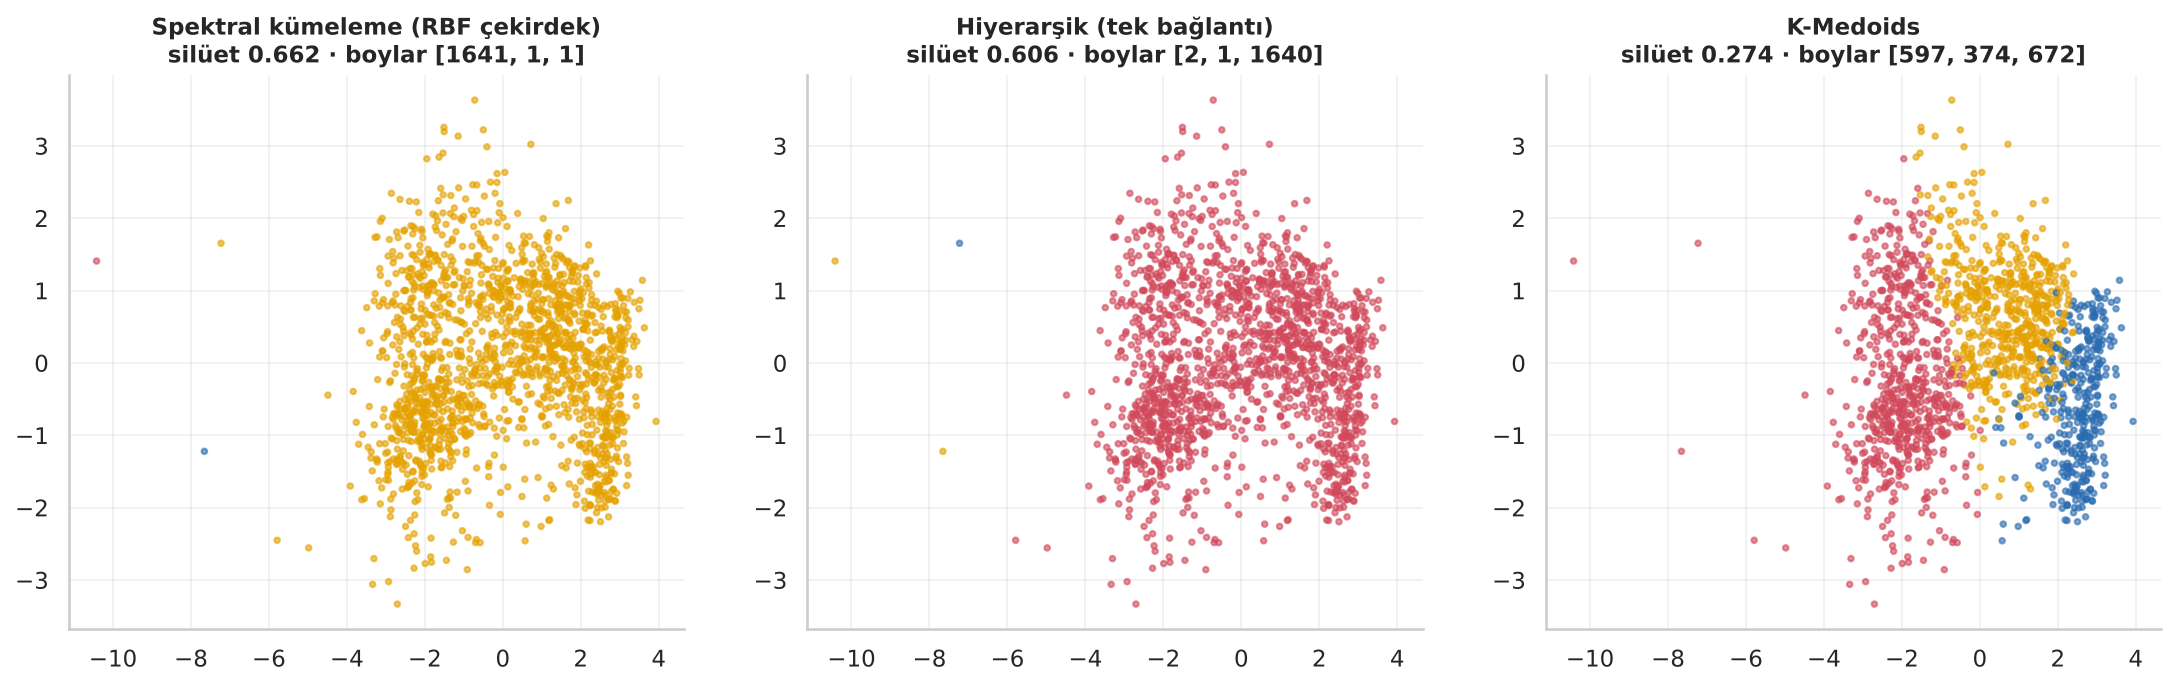 Spektral kümeleme (RBF çekirdek)
silüet 0.662 · boylar [1641, 1, 1]
3
2
1
0
−1
−2
−3
−10 −8 −6 −4 −2 0 2 4
Hiyerarşik (tek bağlantı)
silüet 0.606 · boylar [2, 1, 1640]
3
2
1
0
−1
−2
−3
−10 −8 −6 −4 −2 0 2 4
K-Medoids
silüet 0.274 · boylar [597, 374, 672]
3
2
1
0
−1
−2
−3
−10 −8 −6 −4 −2 0 2 4